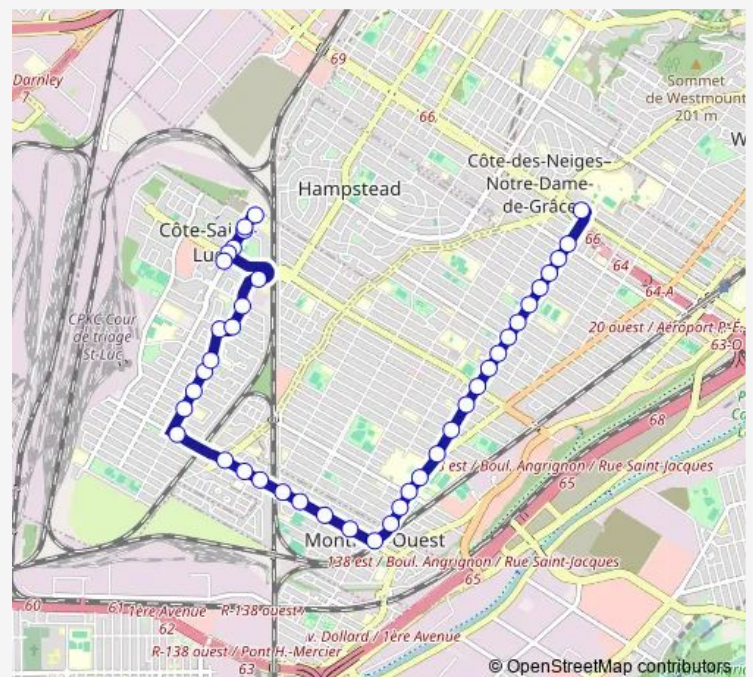 Darnley
7
69
Sommet
de Westmount
201 m
66
W
Côte-des-Neiges–
Notre-Dame-
de-Grâce
Hampstead
Côte-Sain
Luc
66
64
64-A
CPKC Cour
de triage
St-Luc
20 ouest / Aéroport P.-E.-
63-O
68
est / Boul. Angrignon / Rue Saint-Jacques
65
Mont Ouest
138 est / Boul. Angrignon / Rue Saint-Jacques
65
60
61
1ère Avenue
R-138 ouest
62
v. Dollard / 1ère Avenue
R-138 ouest / Pont H.-Mercier
63
© OpenStreetMap contributors